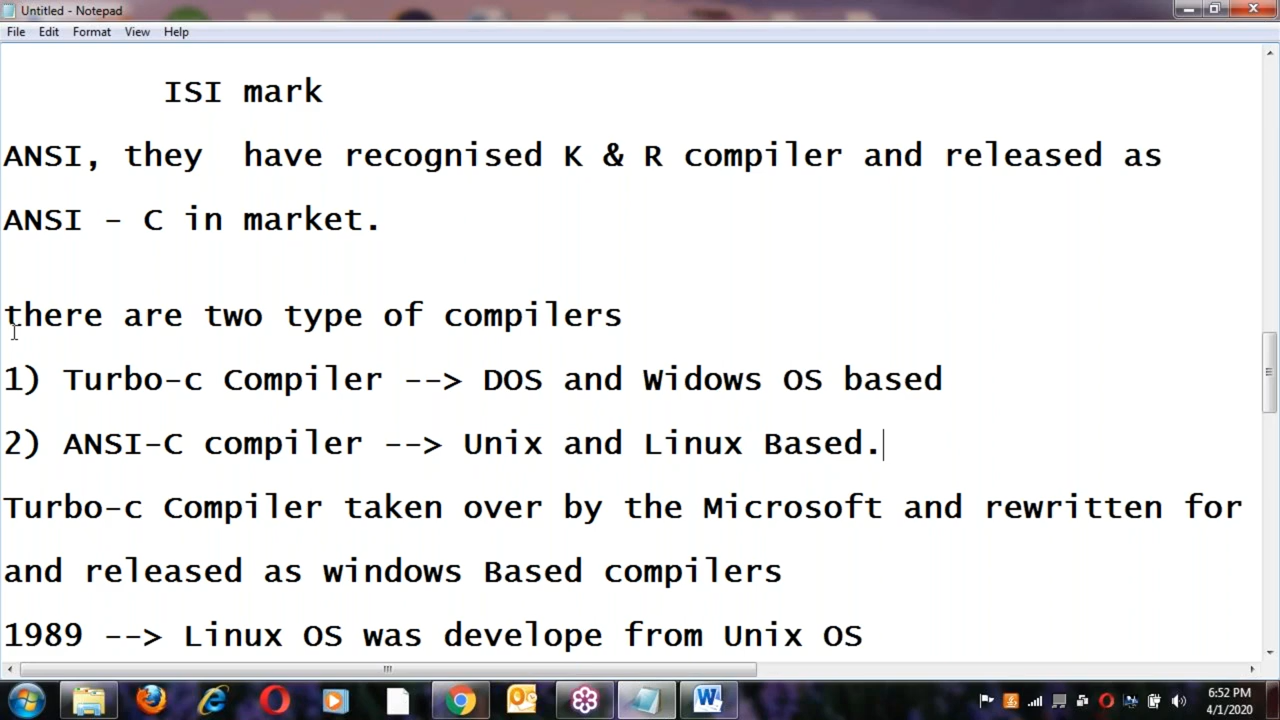 Untitled - Notepad
File Edit Format View Help
ISI mark
ANSI, they  have recognised K & R compiler and released as
ANSI - C in market.
there are two type of compilers
1) Turbo-c Compiler --> DOS and Widows OS based
2) ANSI-C compiler --> Unix and Linux Based.
Turbo-c Compiler taken over by the Microsoft and rewritten for
and released as windows Based compilers
1989 --> Linux OS was develope from Unix OS
6:52 PM
4/1/2020